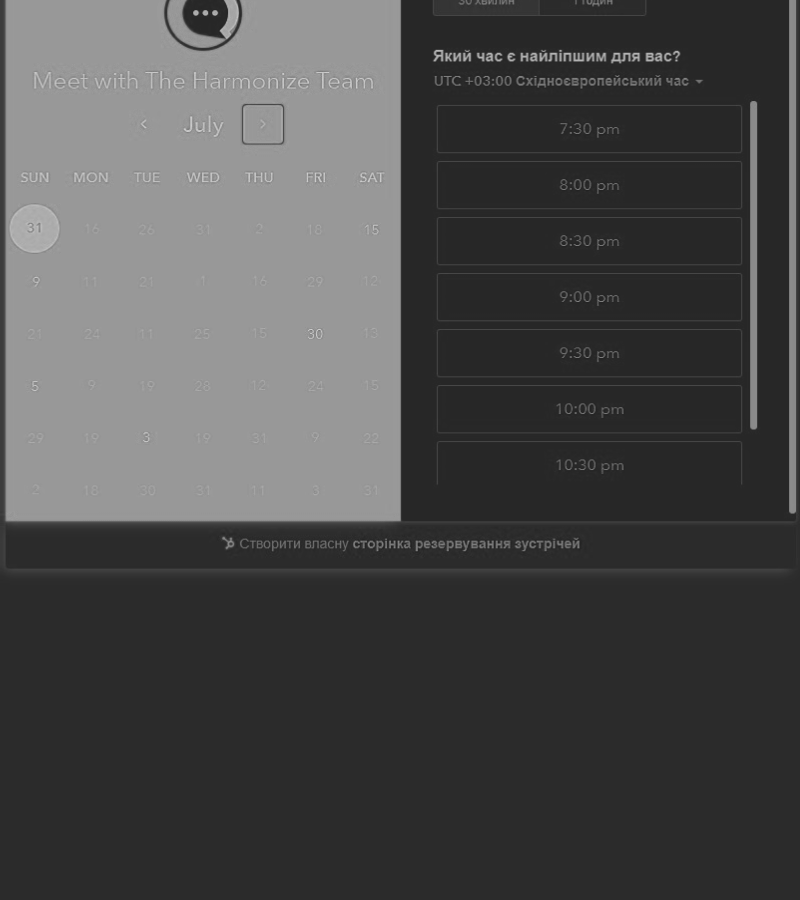 Meet with The Harmonize Team
July
SUN MON TUE WED THU FRI SAT
31 16 26 31 2 18 15
9 11 21 1 16 29 12
21 24 11 25 15 30 13
5 9 19 28 12 24 15
29 19 3 19 31 9 22
2 18 30 31 11 3 31
30 хвилин 1 годин
Який час є найліпшим для вас?
UTC +03:00 Східноєвропейський час
7:30 pm
8:00 pm
8:30 pm
9:00 pm
9:30 pm
10:00 pm
10:30 pm
Створити власну сторінка резервування зустрічей